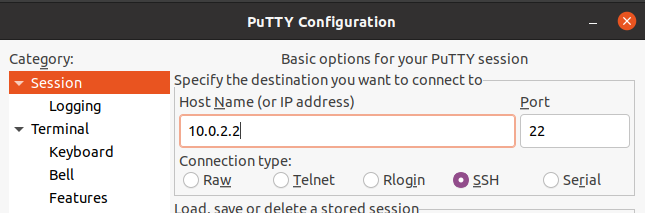 PuTTY Configuration
Category:
Session
Logging
Terminal
Keyboard
Bell
Features
Basic options for your PuTTY session
Specify the destination you want to connect to
Host Name (or IP address) Port
10.0.2.2 22
Connection type:
Raw Telnet Rlogin SSH Serial
Load, save or delete a stored session